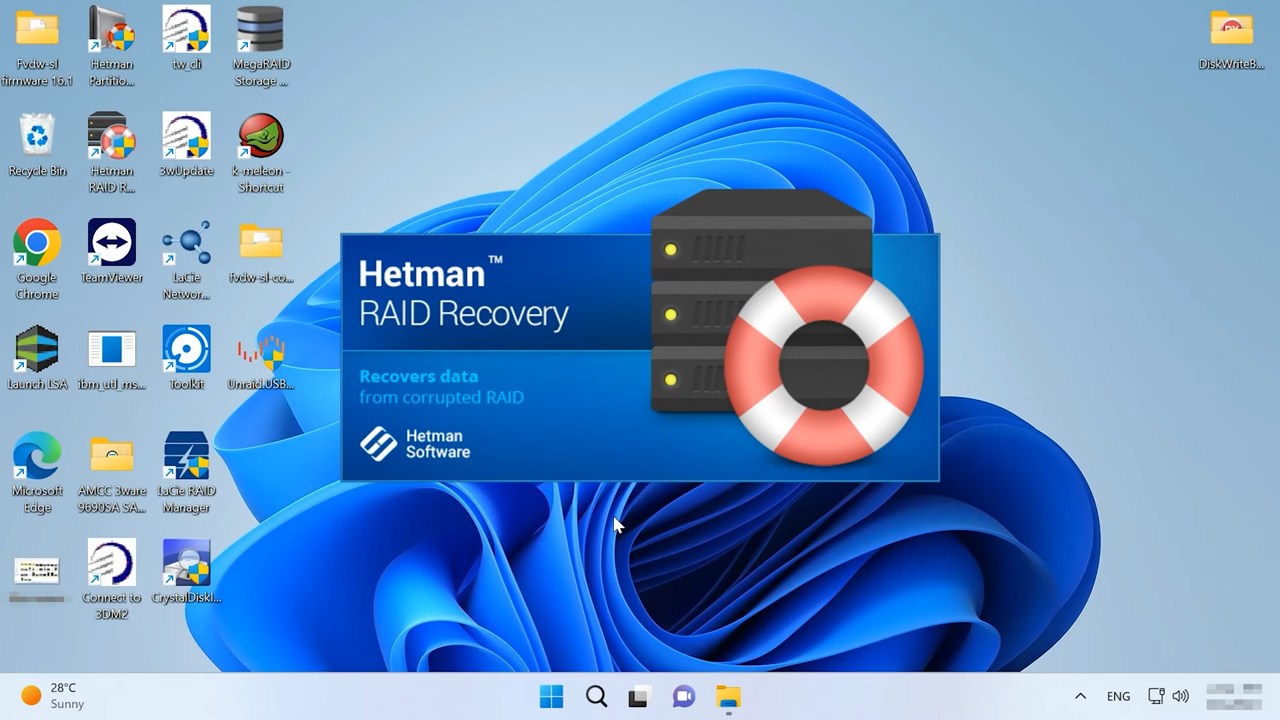 Fvdw-sl
firmware 16.1
Hetman
Partitio...
tw_cli
MegaRAID
Storage ...
DiskWriteB...
Recycle Bin
Hetman
RAID R...
3wUpdate
k-meleon -
Shortcut
Google
Chrome
TeamViewer
LaCie
Networ...
fvdw-sl-co...
Launch LSA
ibm_utl_ms...
Toolkit
Unraid.USB...
Microsoft
Edge
AMCC 3ware
9690SA SA...
LaCie RAID
Manager
Connect to
3DM2
CrystalDiskI...
Hetman™
RAID Recovery
Recovers data
from corrupted RAID
Hetman
Software
28°C
Sunny
ENG